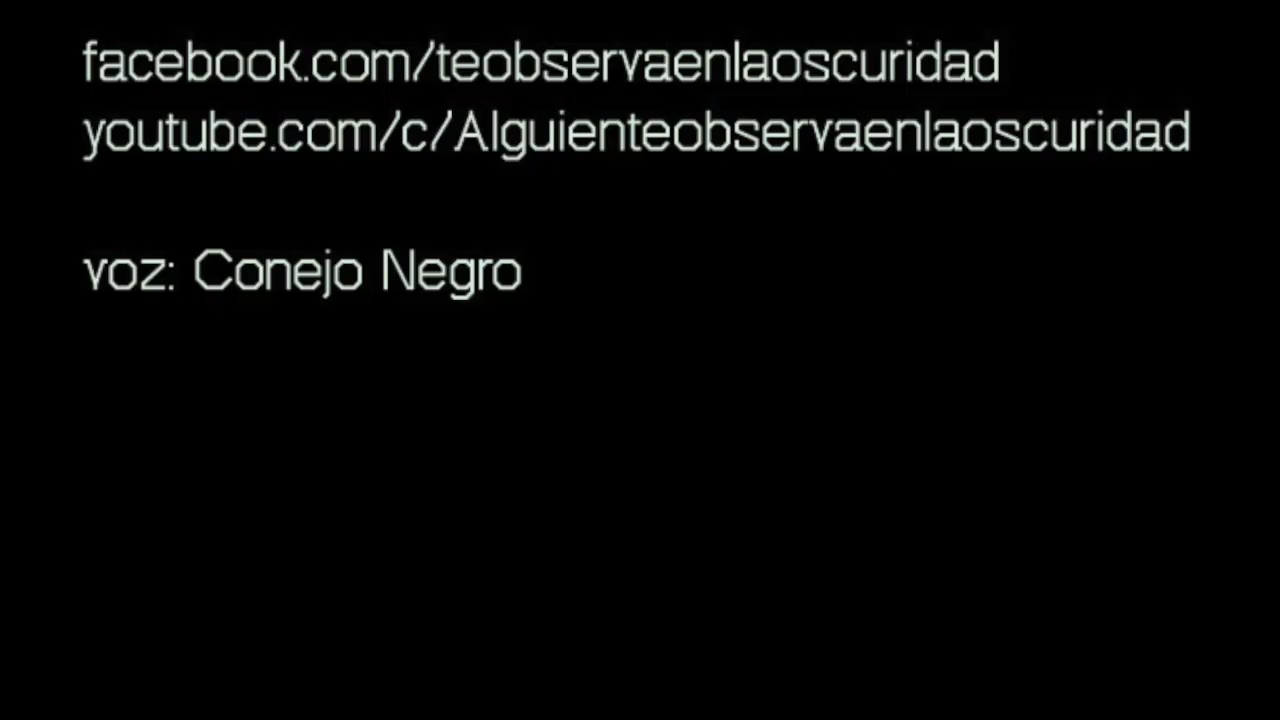 facebook.com/teobservaenlaoscuridad
youtube.com/c/Alguienteobservaenlaoscuridad
voz: Conejo Negro